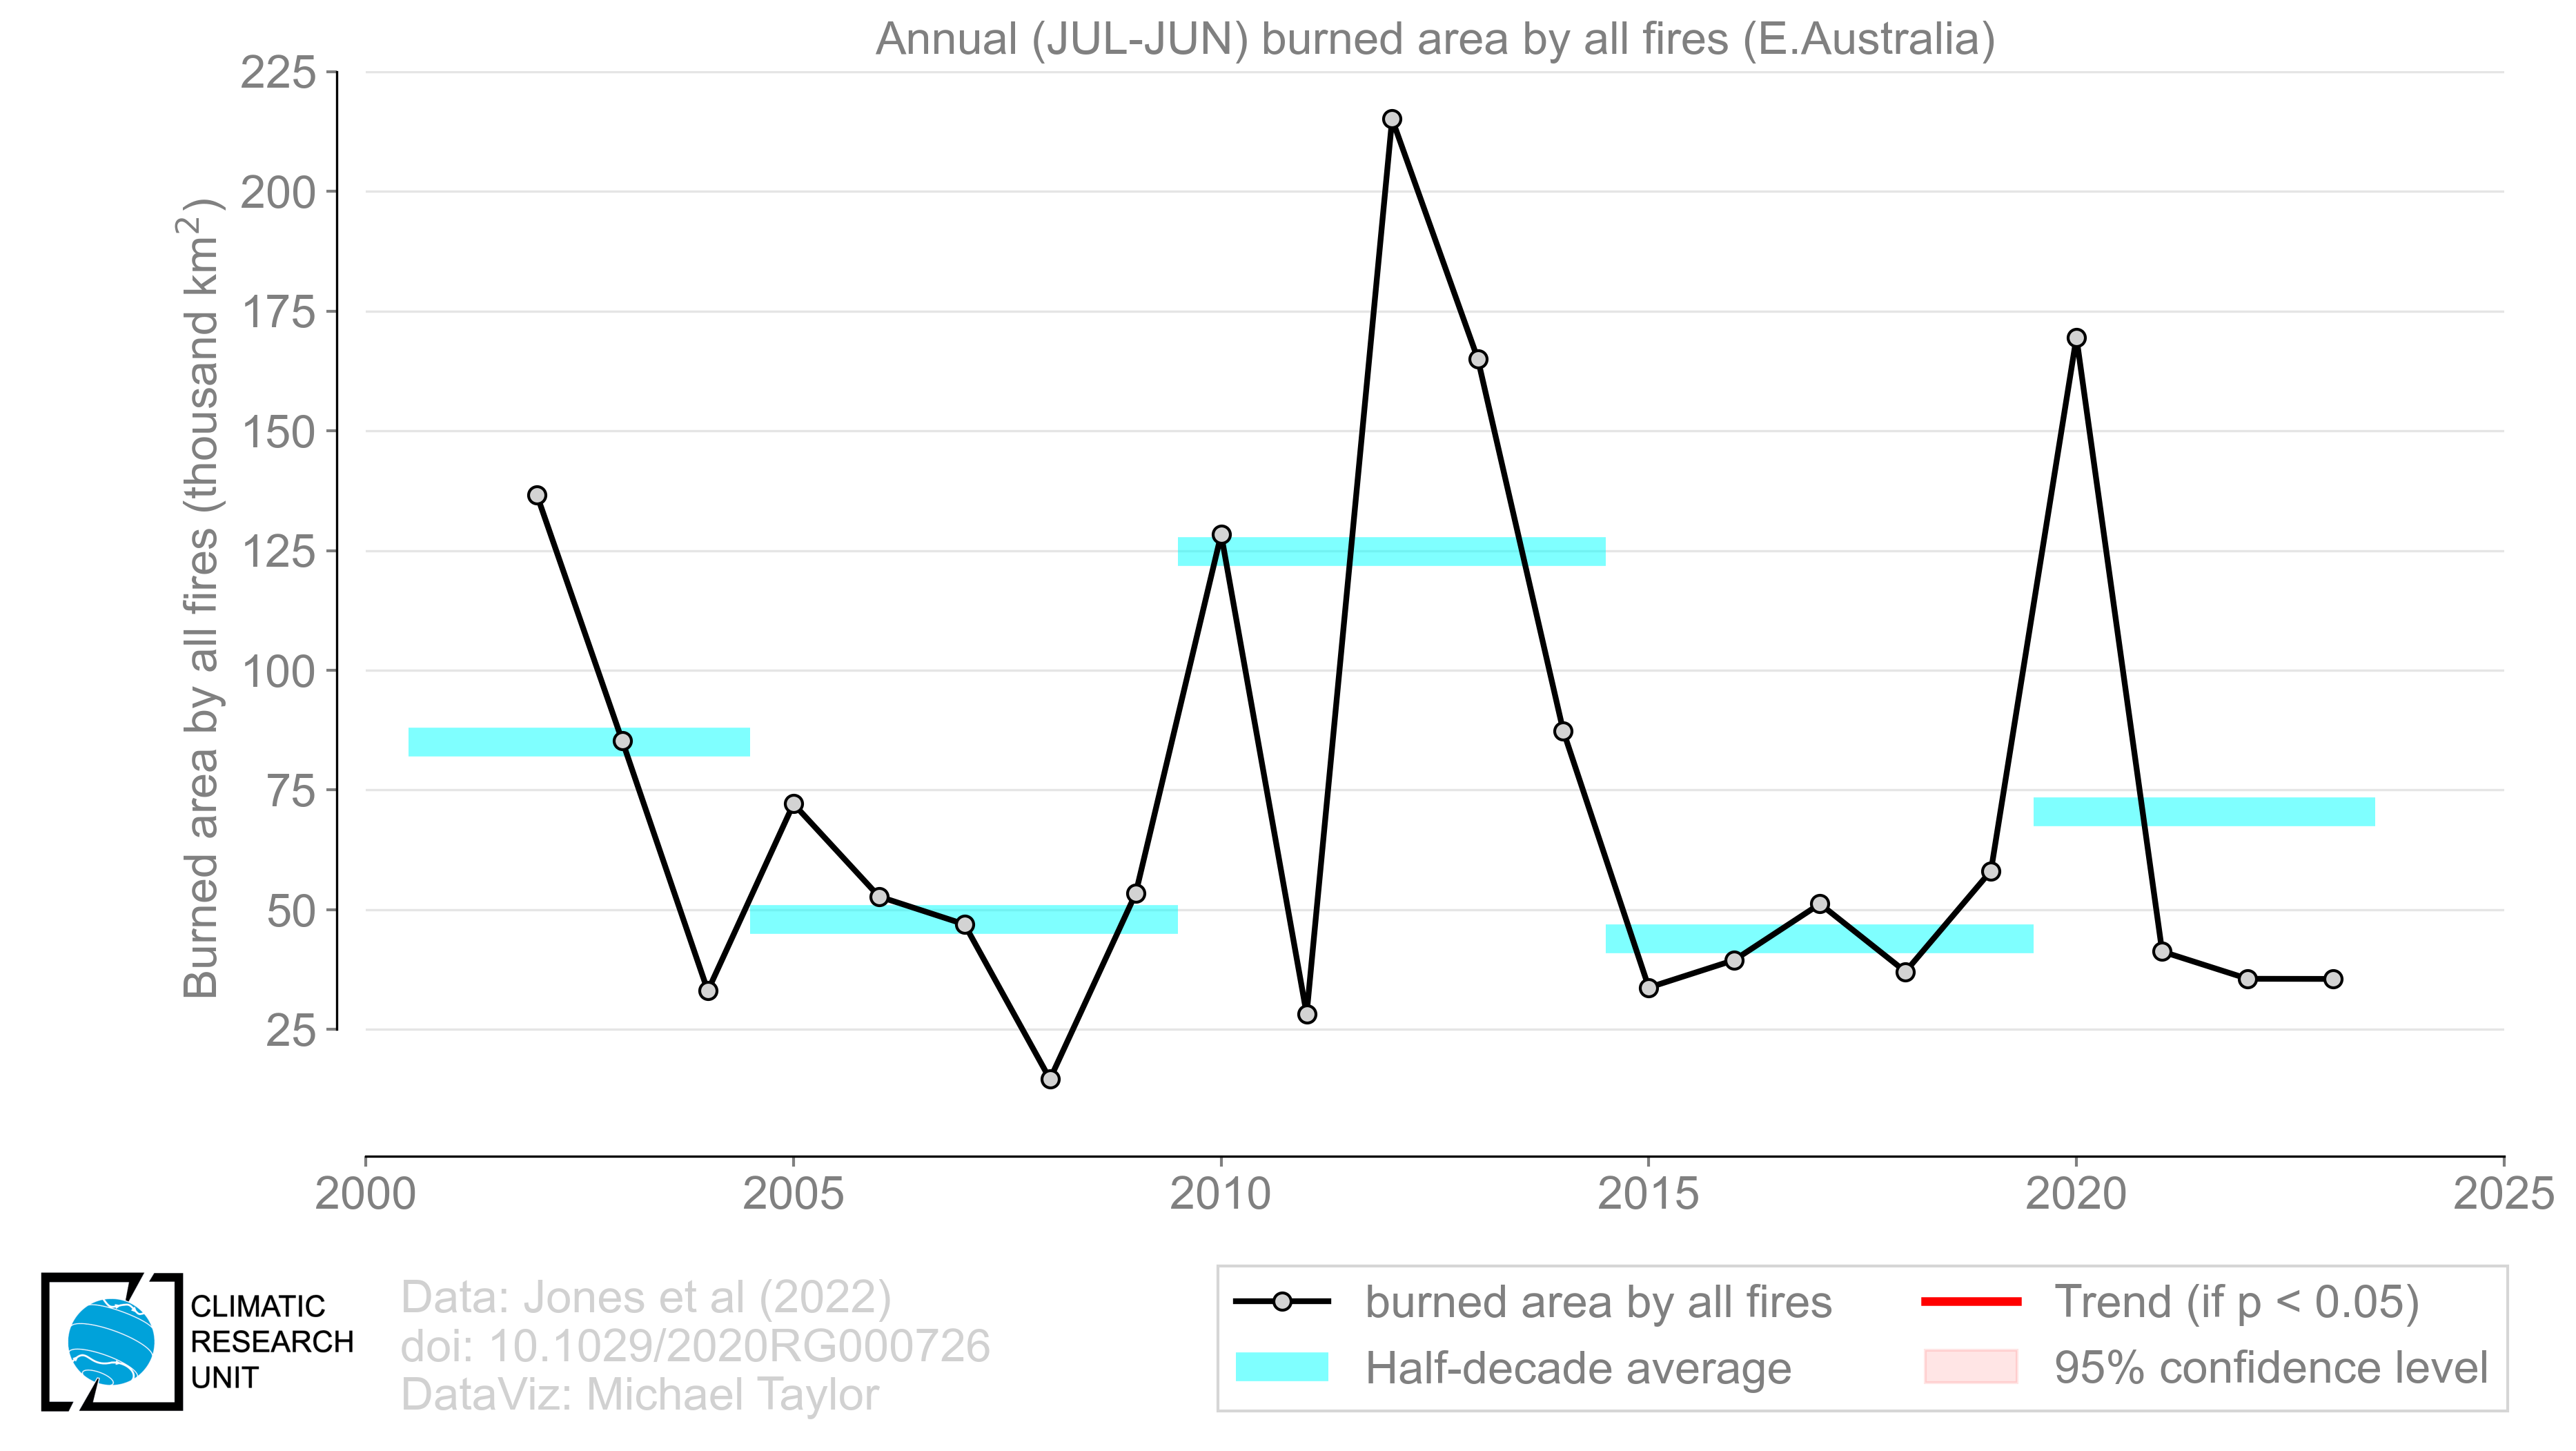 Annual (JUL-JUN) burned area by all fires (E.Australia)
Burned area by all fires (thousand km²)
225
200
175
150
125
100
75
50
25
2000 2005 2010 2015 2020 2025
CLIMATIC
RESEARCH
UNIT
Data: Jones et al (2022)
doi: 10.1029/2020RG000726
DataViz: Michael Taylor
burned area by all fires
Half-decade average
Trend (if p < 0.05)
95% confidence level